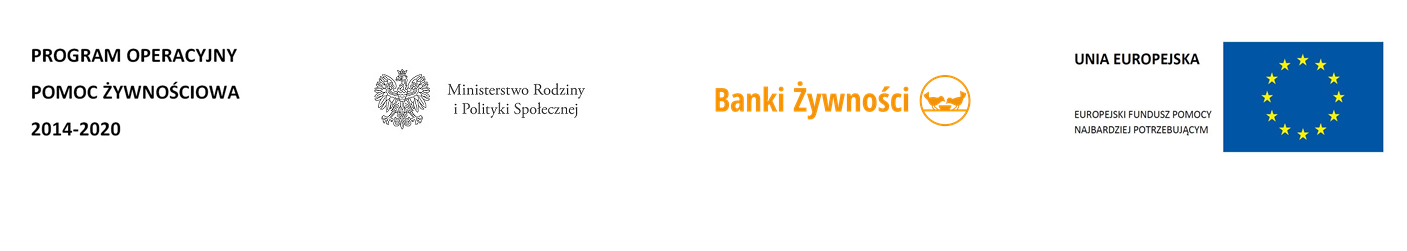 PROGRAM OPERACYJNY
POMOC ŻYWNOŚCIOWA
2014-2020
Ministerstwo Rodziny
i Polityki Społecznej
Banki Żywności
UNIA EUROPEJSKA
EUROPEJSKI FUNDUSZ POMOCY
NAJBARDZIEJ POTRZEBUJĄCYM